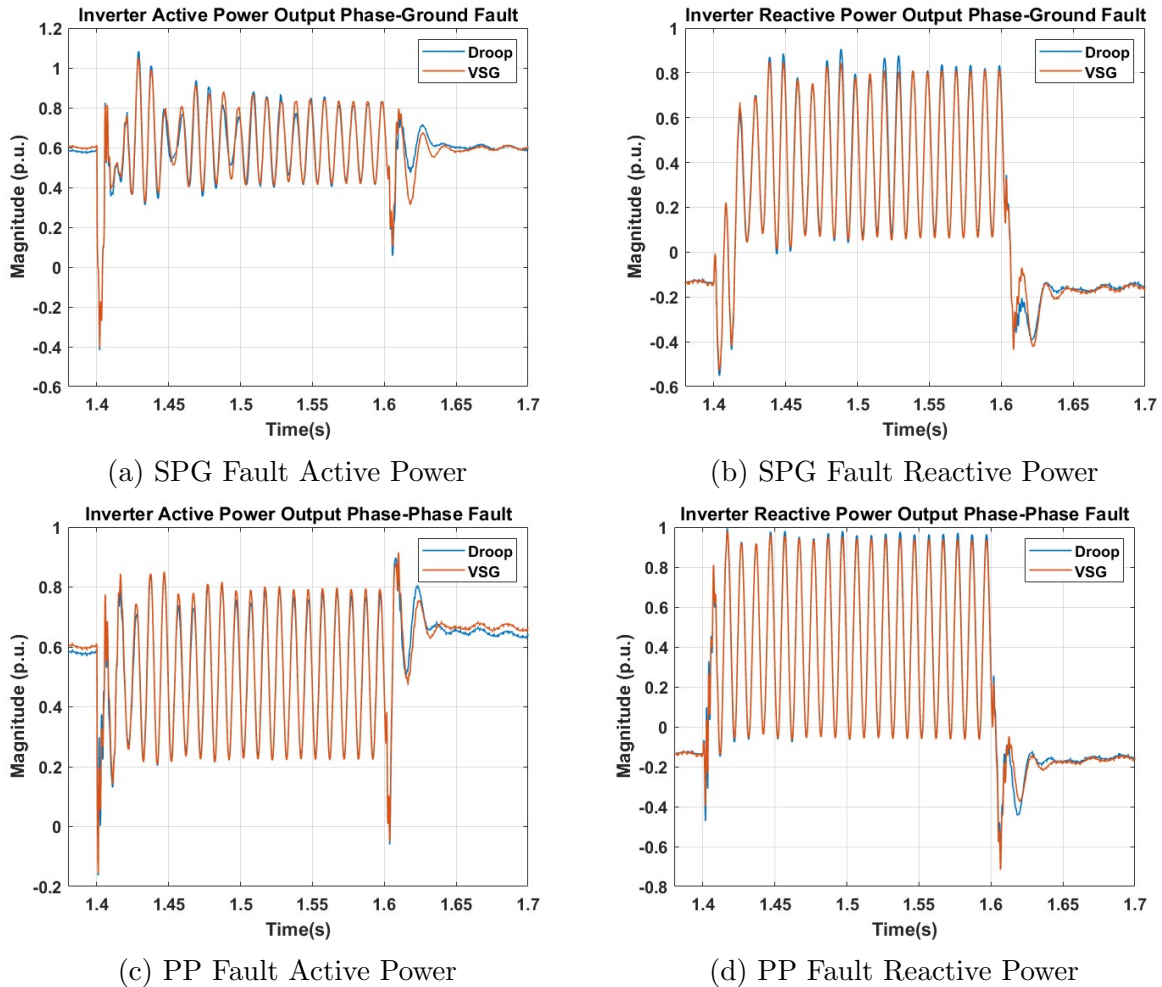 Inverter Active Power Output Phase-Ground Fault
1.2
1
0.8
0.6
0.4
0.2
0
-0.2
-0.4
-0.6
Magnitude (p.u.)
Droop
VSG
1.4 1.45 1.5 1.55 1.6 1.65 1.7
Time(s)
(a) SPG Fault Active Power
Inverter Reactive Power Output Phase-Ground Fault
1
0.8
0.6
0.4
0.2
0
-0.2
-0.4
-0.6
Magnitude (p.u.)
Droop
VSG
1.4 1.45 1.5 1.55 1.6 1.65 1.7
Time(s)
(b) SPG Fault Reactive Power
Inverter Active Power Output Phase-Phase Fault
1
0.8
0.6
0.4
0.2
0
-0.2
Magnitude (p.u.)
Droop
VSG
1.4 1.45 1.5 1.55 1.6 1.65 1.7
Time(s)
(c) PP Fault Active Power
Inverter Reactive Power Output Phase-Phase Fault
1
0.8
0.6
0.4
0.2
0
-0.2
-0.4
-0.6
-0.8
Magnitude (p.u.)
Droop
VSG
1.4 1.45 1.5 1.55 1.6 1.65 1.7
Time(s)
(d) PP Fault Reactive Power